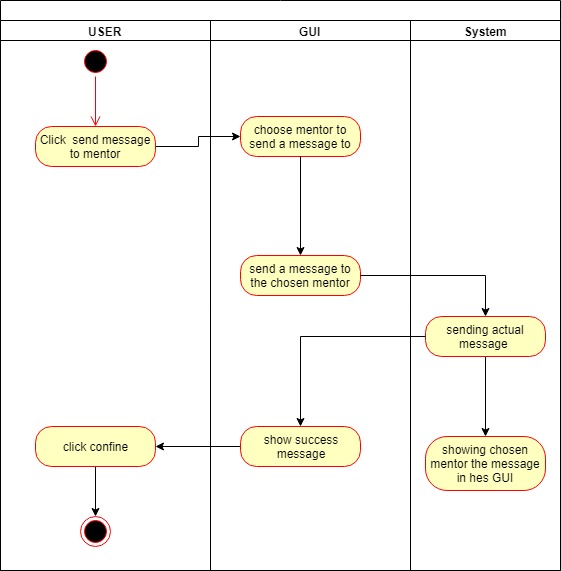 USER
GUI
System
Click  send message
to mentor
choose mentor to
send a message to
send a message to
the chosen mentor
sending actual
message
click confine
show success
message
showing chosen
mentor the message
in hes GUI